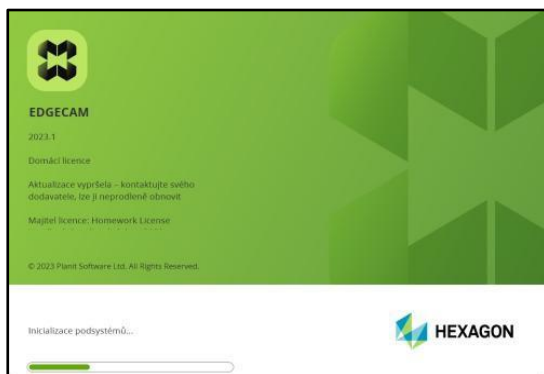 EDGECAM
2023.1
Domácí licence
Aktualizace vypršela – kontaktujte svého
dodavatele, lze ji neprodleně obnovit
Majitel licence: Homework License
© 2023 Planit Software Ltd. All Rights Reserved.
Inicializace podsystémů...
HEXAGON